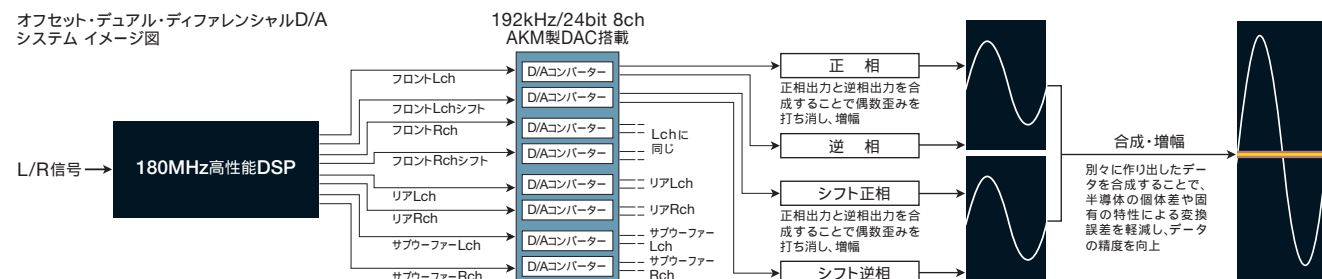 オフセット・デュアル・ディファレンシャルD/A
システム イメージ図
192kHz/24bit 8ch
AKM製DAC搭載
L/R信号
180MHz高性能DSP
フロントLch
フロントLchシフト
フロントRch
フロントRchシフト
リアLch
リアRch
サブウーファーLch
サブウーファーRch
D/Aコンバーター
D/Aコンバーター
D/Aコンバーター
D/Aコンバーター
D/Aコンバーター
D/Aコンバーター
D/Aコンバーター
D/Aコンバーター
Lchに
同じ
リアLch
リアRch
サブウーファー
Lch
サブウーファー
Rch
正 相
正相出力と逆相出力を合
成することで偶数歪みを
打ち消し、増幅
逆 相
シフト正相
正相出力と逆相出力を合
成することで偶数歪みを
打ち消し、増幅
シフト逆相
合成・増幅
別々に作り出したデー
タを合成することで、
半導体の個体差や固
有の特性による変換
誤差を軽減し、データ
の精度を向上